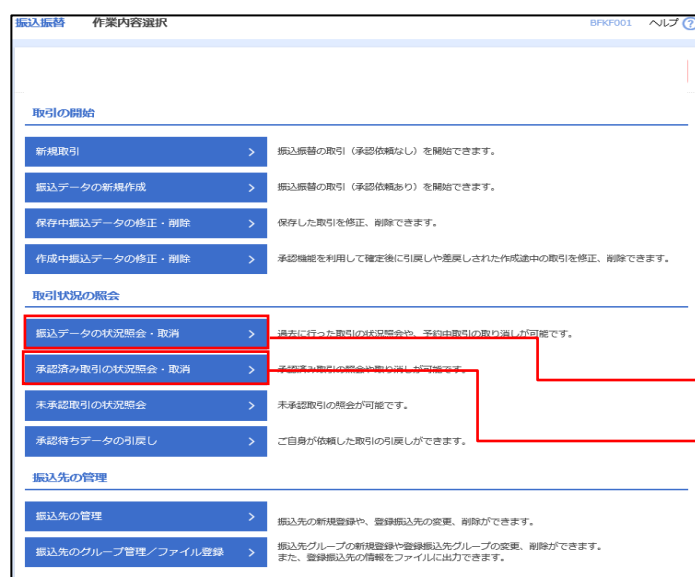 振込振替 作業内容選択 BFKF001 ヘルプ ?
取引の開始
新規取引 > 振込振替の取引（承認依頼なし）を開始できます。
振込データの新規作成 > 振込振替の取引（承認依頼あり）を開始できます。
保存中振込データの修正・削除 > 保存した取引を修正、削除できます。
作成中振込データの修正・削除 > 承認機能を利用して確定後に引戻しや差戻しされた作成途中の取引を修正、削除できます。
取引状況の照会
振込データの状況照会・取消 > 過去に行った取引の状況照会や、予約中取引の取り消しが可能です。
承認済み取引の状況照会・取消 > 承認済み取引の照会や取り消しが可能です。
未承認取引の状況照会 > 未承認取引の照会が可能です。
承認待ちデータの引戻し > ご自身が依頼した取引の引戻しができます。
振込先の管理
振込先の管理 > 振込先の新規登録や、登録振込先の変更、削除ができます。
振込先のグループ管理／ファイル登録 > 振込先グループの新規登録や登録振込先グループの変更、削除ができます。
また、登録振込先の情報をファイルに出力できます。